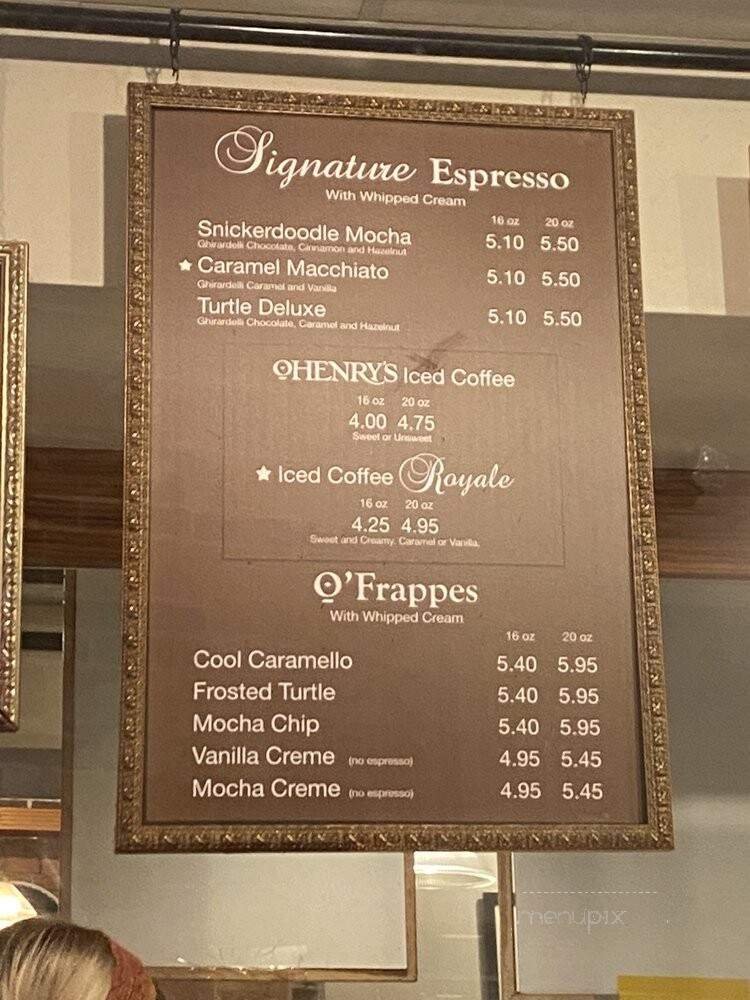 Signature Espresso
With Whipped Cream
16 oz 20 oz
Snickerdoodle Mocha 5.10 5.50
Ghirardelli Chocolate, Cinnamon and Hazelnut
★ Caramel Macchiato 5.10 5.50
Ghirardelli Caramel and Vanilla
Turtle Deluxe 5.10 5.50
Ghirardelli Chocolate, Caramel and Hazelnut
O'HENRY'S Iced Coffee
16 oz 20 oz
4.00 4.75
Sweet or Unsweet
★ Iced Coffee Royale
16 oz 20 oz
4.25 4.95
Sweet and Creamy. Caramel or Vanilla.
O'Frappes
With Whipped Cream
16 oz 20 oz
Cool Caramello 5.40 5.95
Frosted Turtle 5.40 5.95
Mocha Chip 5.40 5.95
Vanilla Creme (no espresso) 4.95 5.45
Mocha Creme (no espresso) 4.95 5.45
menupix